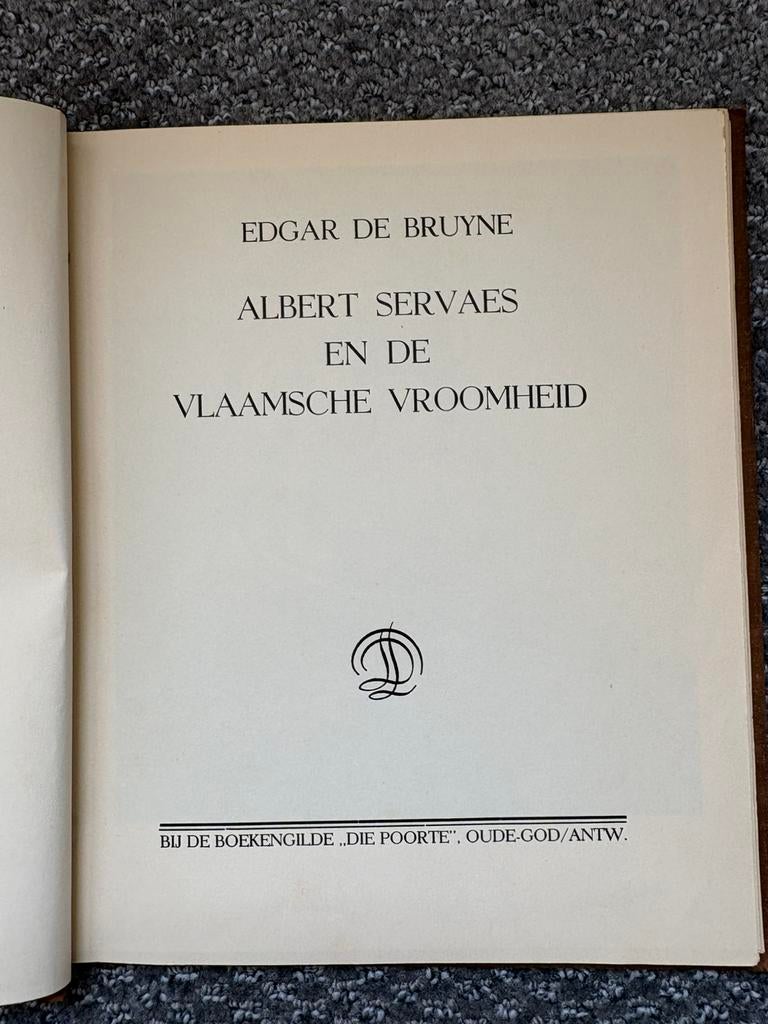 EDGAR DE BRUYNE
ALBERT SERVAES
EN DE
VLAAMSCHE VROOMHEID
BIJ DE BOEKENGILDE „DIE POORTE”, OUDE-GOD/ANTW.